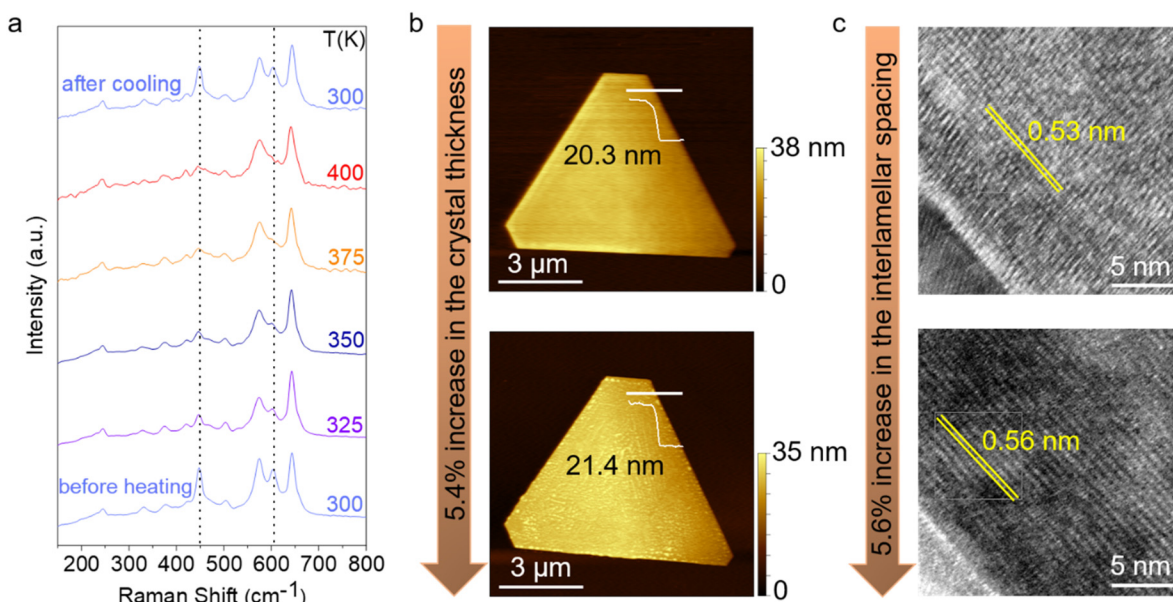 a
T(K)
after cooling
300
400
375
350
325
before heating
300
Intensity (a.u.)
200 300 400 500 600 700 800
Raman Shift (cm⁻¹)
b
5.4% increase in the crystal thickness
20.3 nm
3 µm
38 nm
0
21.4 nm
3 µm
35 nm
0
c
5.6% increase in the interlamellar spacing
0.53 nm
5 nm
0.56 nm
5 nm